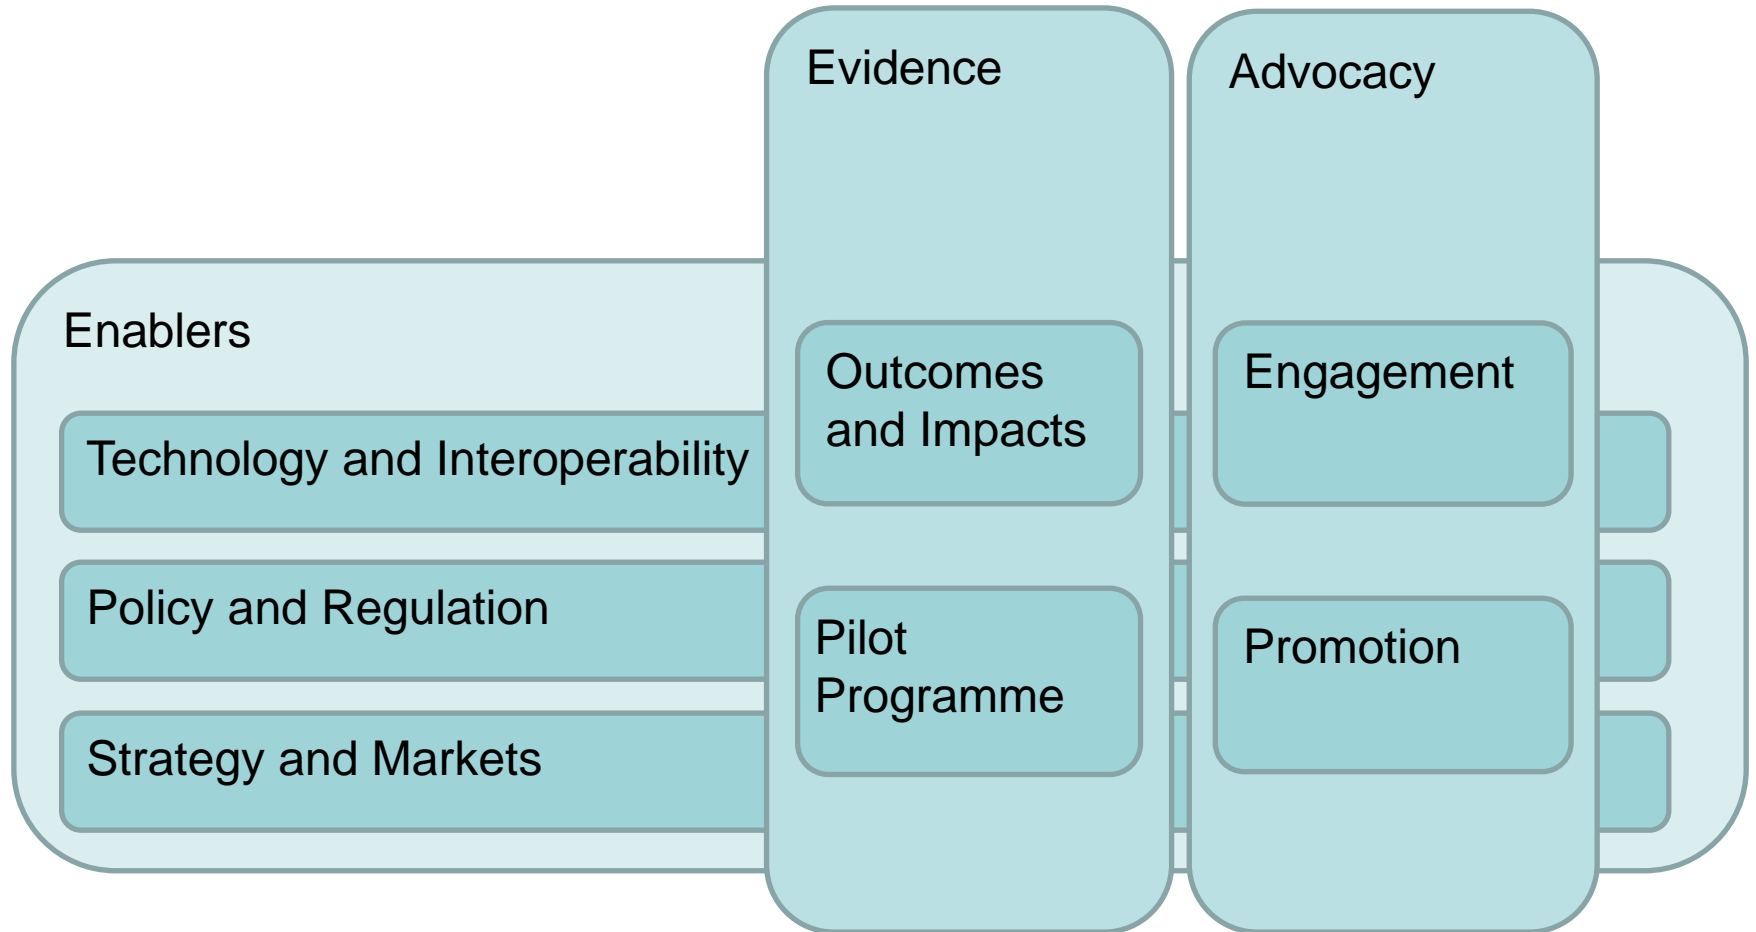 Evidence
Advocacy
Enablers
Outcomes
and Impacts
Engagement
Technology and Interoperability
Policy and Regulation
Pilot
Programme
Promotion
Strategy and Markets